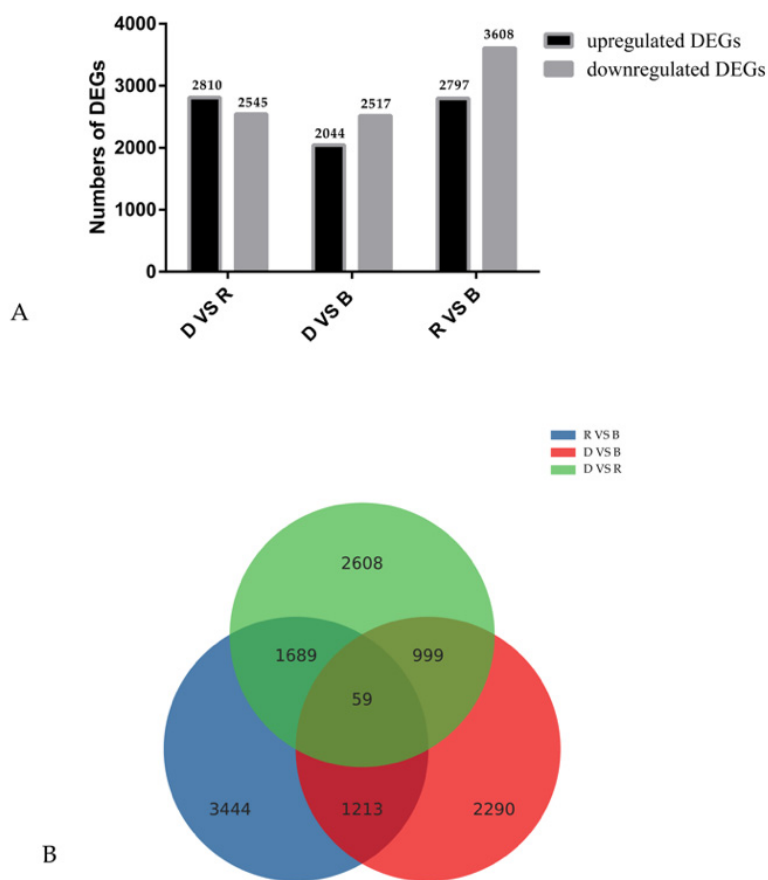 4000
3000
2000
1000
0
Numbers of DEGs
2810
2545
2044
2517
2797
3608
upregulated DEGs
downregulated DEGs
D VS R
D VS B
R VS B
A
R VS B
D VS B
D VS R
2608
1689
999
59
3444
1213
2290
B